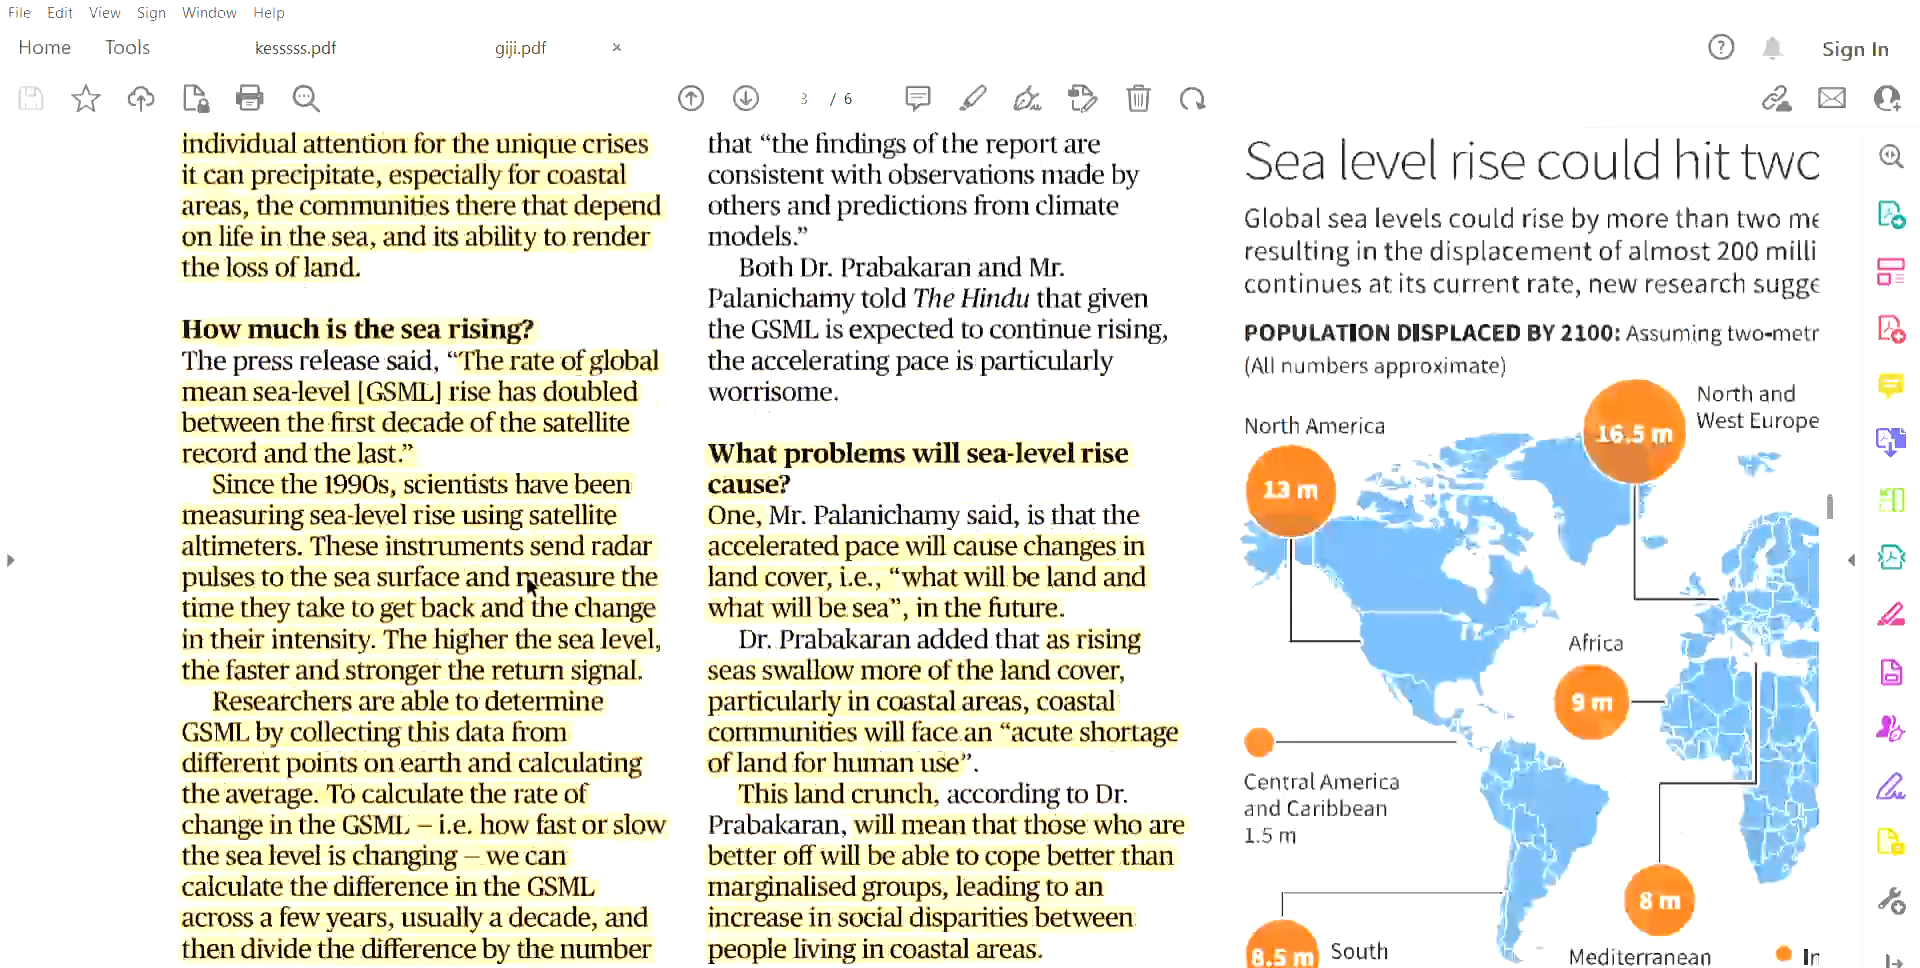 File Edit View Sign Window Help
Home Tools kesssss.pdf giji.pdf ×
Sign In
3 / 6
individual attention for the unique crises
it can precipitate, especially for coastal
areas, the communities there that depend
on life in the sea, and its ability to render
the loss of land.
How much is the sea rising?
The press release said, “The rate of global
mean sea-level [GSML] rise has doubled
between the first decade of the satellite
record and the last.”
Since the 1990s, scientists have been
measuring sea-level rise using satellite
altimeters. These instruments send radar
pulses to the sea surface and measure the
time they take to get back and the change
in their intensity. The higher the sea level,
the faster and stronger the return signal.
Researchers are able to determine
GSML by collecting this data from
different points on earth and calculating
the average. To calculate the rate of
change in the GSML – i.e. how fast or slow
the sea level is changing – we can
calculate the difference in the GSML
across a few years, usually a decade, and
then divide the difference by the number
that “the findings of the report are
consistent with observations made by
others and predictions from climate
models.”
Both Dr. Prabakaran and Mr.
Palanichamy told The Hindu that given
the GSML is expected to continue rising,
the accelerating pace is particularly
worrisome.
What problems will sea-level rise
cause?
One, Mr. Palanichamy said, is that the
accelerated pace will cause changes in
land cover, i.e., “what will be land and
what will be sea”, in the future.
Dr. Prabakaran added that as rising
seas swallow more of the land cover,
particularly in coastal areas, coastal
communities will face an “acute shortage
of land for human use”.
This land crunch, according to Dr.
Prabakaran, will mean that those who are
better off will be able to cope better than
marginalised groups, leading to an
increase in social disparities between
people living in coastal areas.
Sea level rise could hit two
Global sea levels could rise by more than two me
resulting in the displacement of almost 200 milli
continues at its current rate, new research sugge
POPULATION DISPLACED BY 2100: Assuming two-metr
(All numbers approximate)
North and
West Europe
16.5 m
North America
13 m
Africa
9 m
Central America
and Caribbean
1.5 m
8 m
Mediterranean
8.5 m South
In